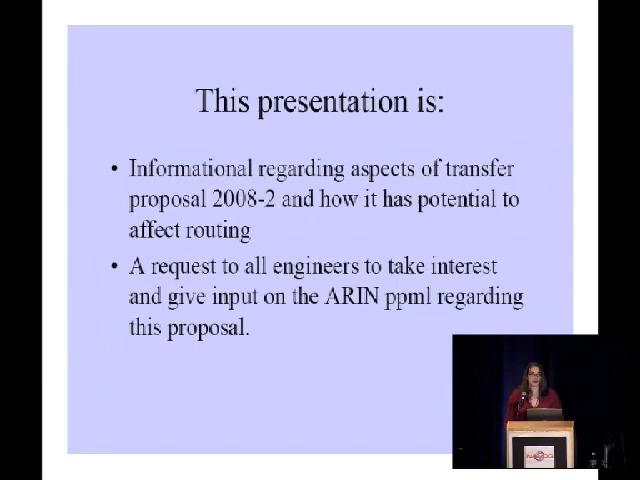 This presentation is:
• Informational regarding aspects of transfer
proposal 2008-2 and how it has potential to
affect routing
• A request to all engineers to take interest
and give input on the ARIN ppml regarding
this proposal.